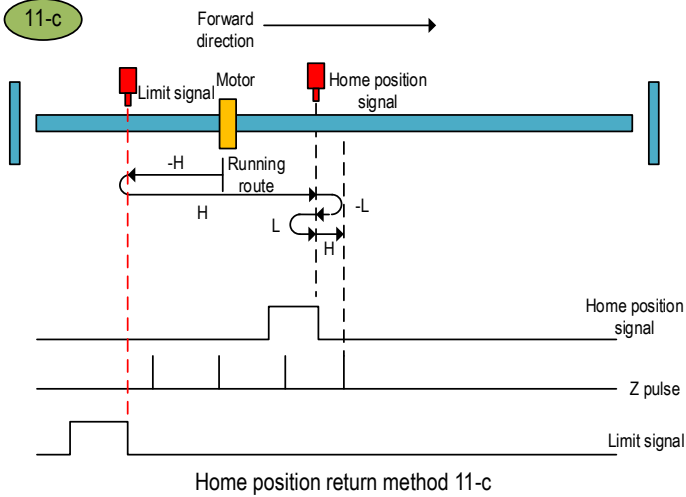 11-c
Forward
direction
Limit signal
Motor
Home position
signal
-H
Running
route
H
-L
L
H
Home position
signal
Z pulse
Limit signal
Home position return method 11-c